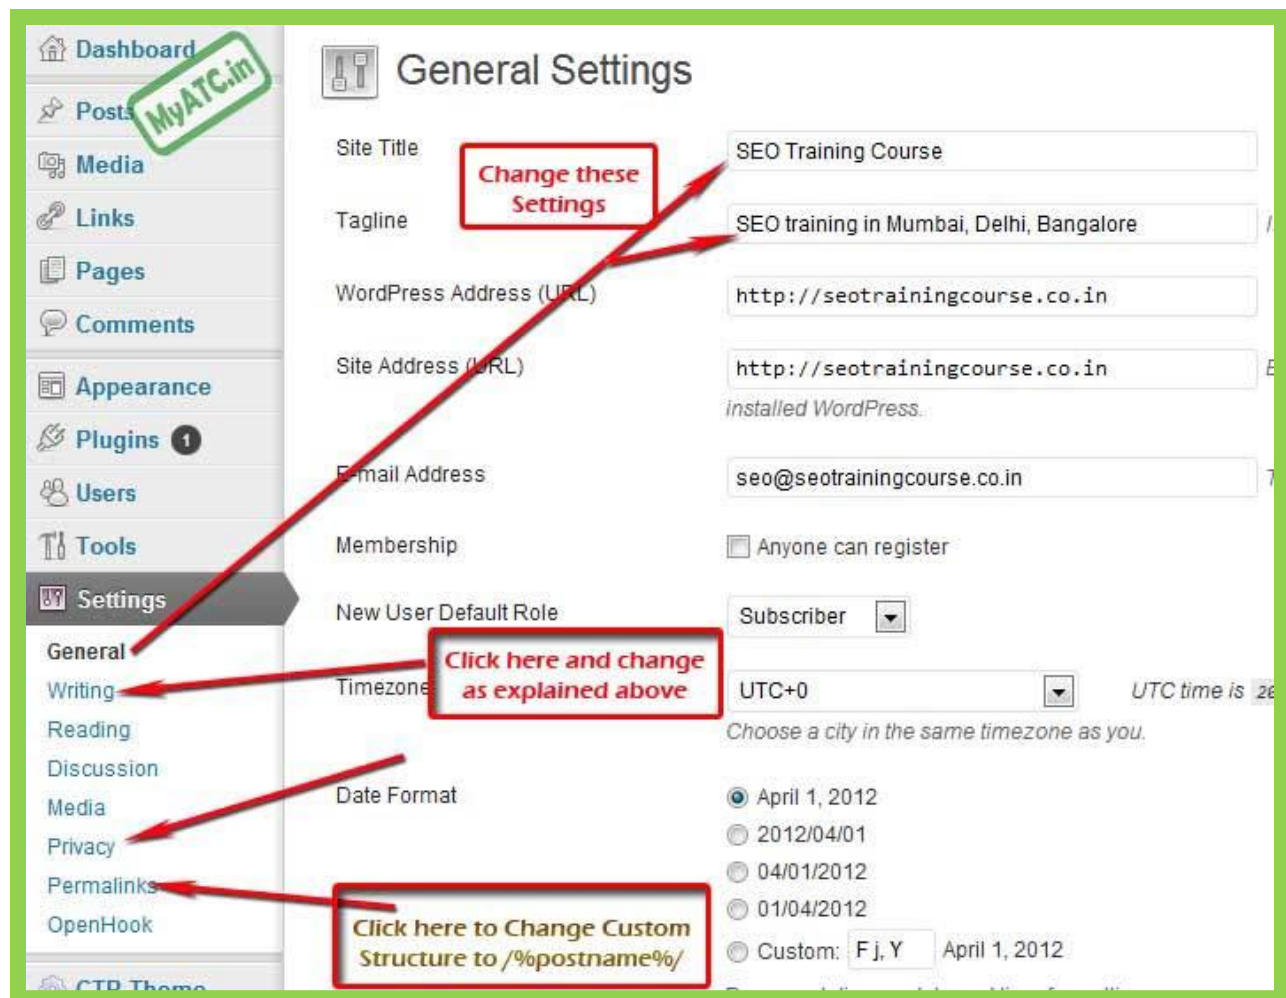 Dashboard
MyATC.in
Posts
Media
Links
Pages
Comments
Appearance
Plugins 1
Users
Tools
Settings
General
Writing
Reading
Discussion
Media
Privacy
Permalinks
OpenHook
CTR Theme
General Settings
Site Title
SEO Training Course
Change these
Settings
Tagline
SEO training in Mumbai, Delhi, Bangalore
WordPress Address (URL)
http://seotrainingcourse.co.in
Site Address (URL)
http://seotrainingcourse.co.in
installed WordPress.
E-mail Address
seo@seotrainingcourse.co.in
Membership
Anyone can register
New User Default Role
Subscriber
Click here and change
as explained above
Timezone
UTC+0
UTC time is
Choose a city in the same timezone as you.
Date Format
April 1, 2012
2012/04/01
04/01/2012
01/04/2012
Custom: F j, Y April 1, 2012
Click here to Change Custom
Structure to /%postname%/